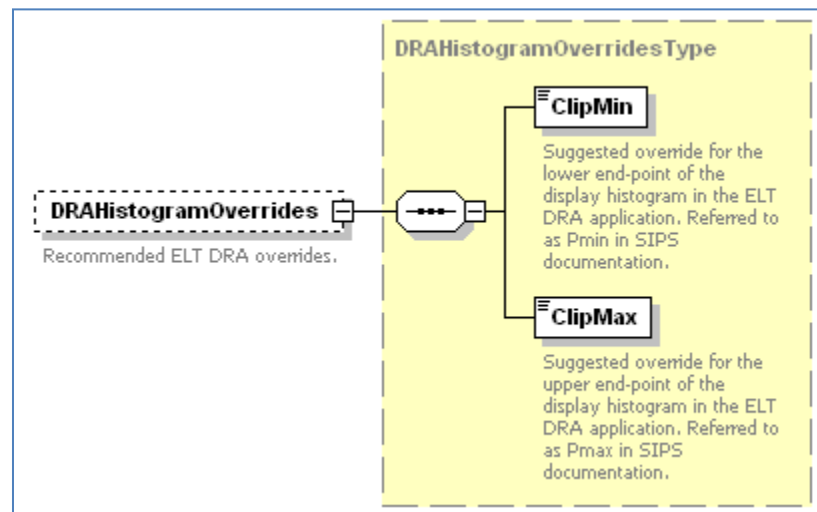 DRAHistogramOverridesType
ClipMin
Suggested override for the
lower end-point of the
display histogram in the ELT
DRA application. Referred to
as Pmin in SIPS
documentation.
DRAHistogramOverrides
Recommended ELT DRA overrides.
ClipMax
Suggested override for the
upper end-point of the
display histogram in the ELT
DRA application. Referred to
as Pmax in SIPS
documentation.